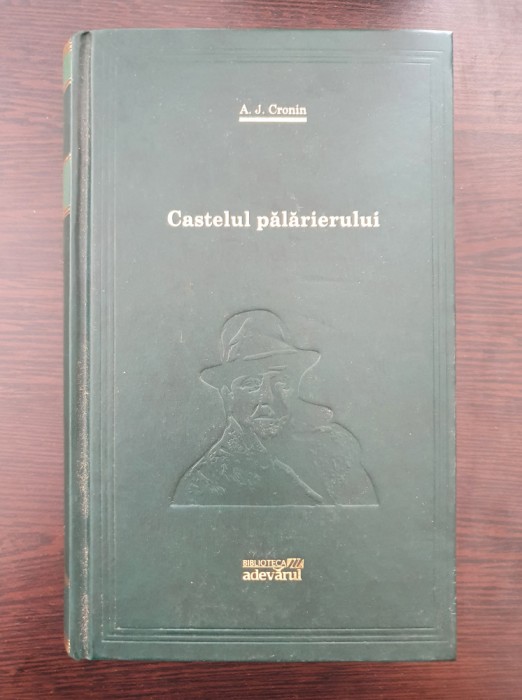 A. J. Cronin
Castelul pălărierului
BIBLIOTECA
adevărul